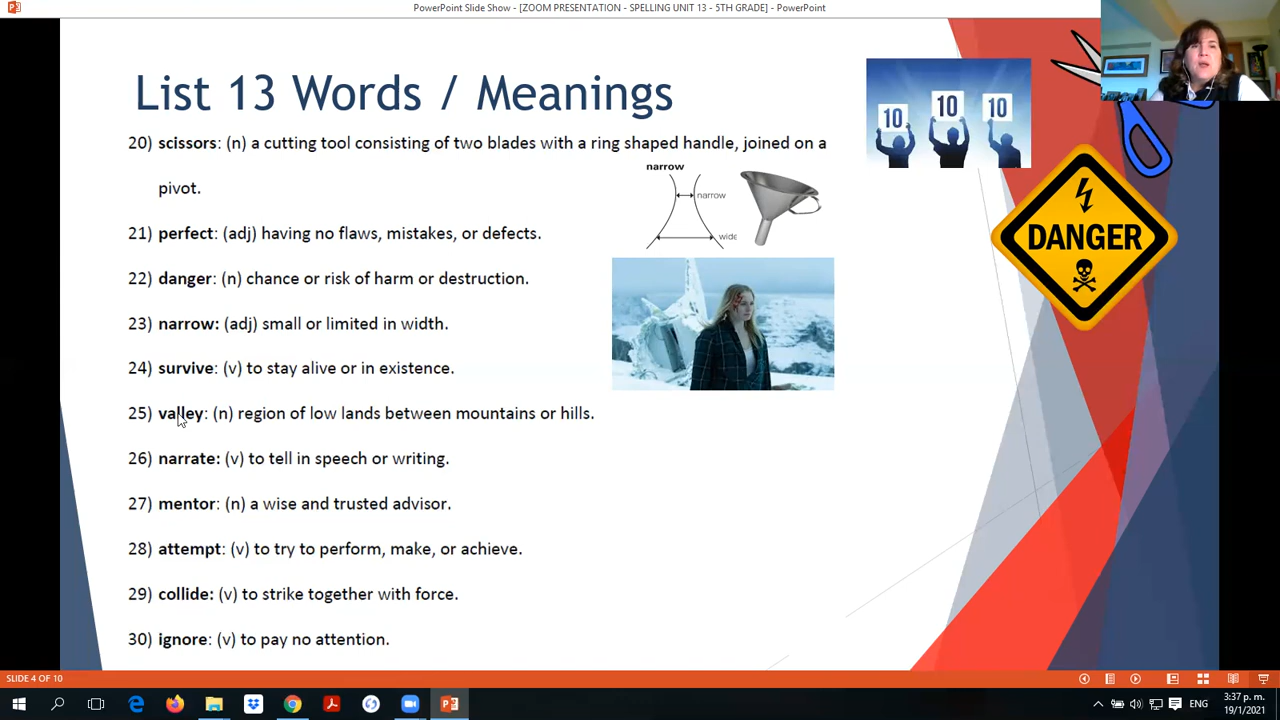 PowerPoint Slide Show - [ZOOM PRESENTATION - SPELLING UNIT 13 - 5TH GRADE] - PowerPoint
List 13 Words / Meanings
20) scissors: (n) a cutting tool consisting of two blades with a ring shaped handle, joined on a
pivot.
21) perfect: (adj) having no flaws, mistakes, or defects.
22) danger: (n) chance or risk of harm or destruction.
23) narrow: (adj) small or limited in width.
24) survive: (v) to stay alive or in existence.
25) valley: (n) region of low lands between mountains or hills.
26) narrate: (v) to tell in speech or writing.
27) mentor: (n) a wise and trusted advisor.
28) attempt: (v) to try to perform, make, or achieve.
29) collide: (v) to strike together with force.
30) ignore: (v) to pay no attention.
narrow
narrow
wide
10 10 10
DANGER
SLIDE 4 OF 10
ENG
3:37 p. m.
19/1/2021